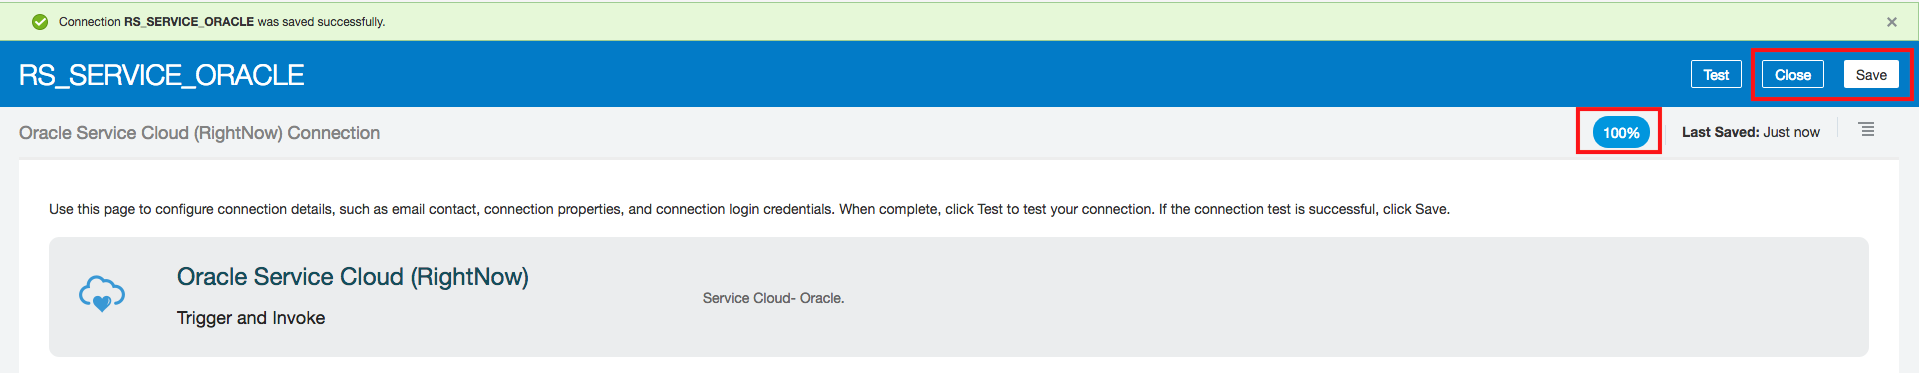 Connection RS_SERVICE_ORACLE was saved successfully.
RS_SERVICE_ORACLE
Test
Close
Save
Oracle Service Cloud (RightNow) Connection
100%
Last Saved: Just now
Use this page to configure connection details, such as email contact, connection properties, and connection login credentials. When complete, click Test to test your connection. If the connection test is successful, click Save.
Oracle Service Cloud (RightNow)
Service Cloud- Oracle.
Trigger and Invoke